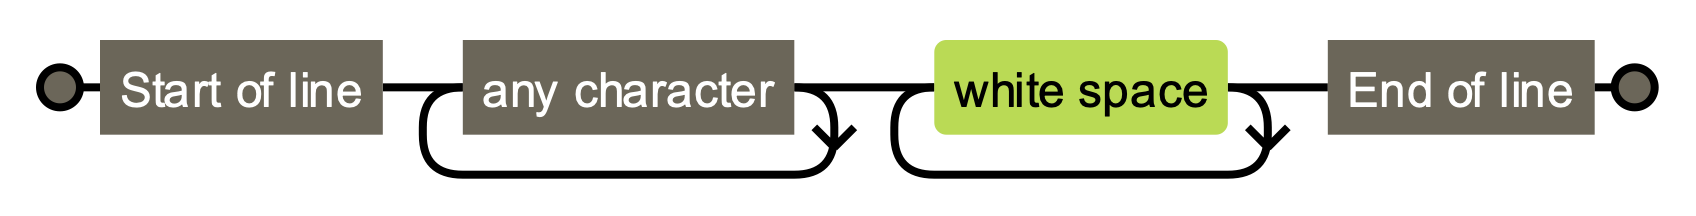 Start of line
any character
white space
End of line